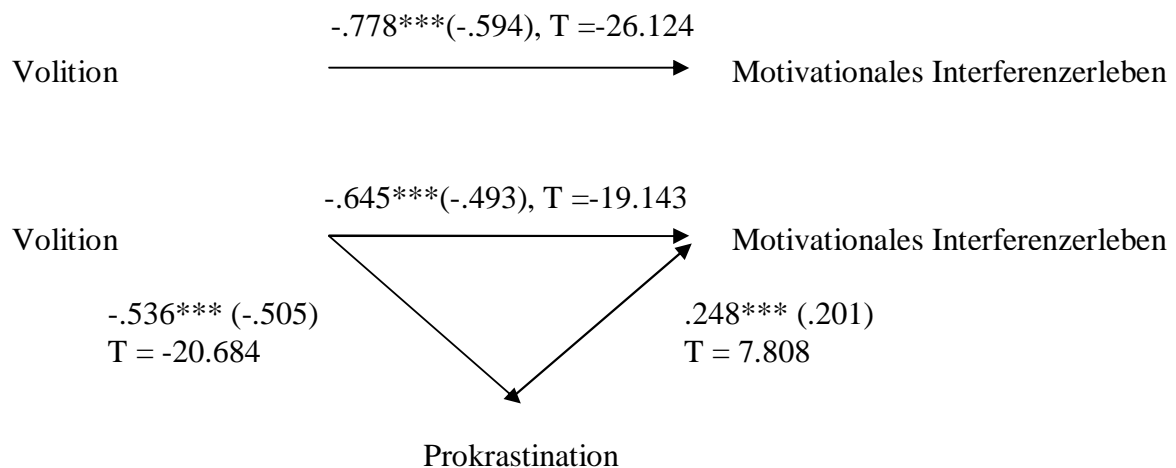 -.778***(-.594), T =-26.124
Volition Motivationales Interferenzerleben
-.645***(-.493), T =-19.143
Volition Motivationales Interferenzerleben
-.536*** (-.505) .248*** (.201)
T = -20.684 T = 7.808
Prokrastination